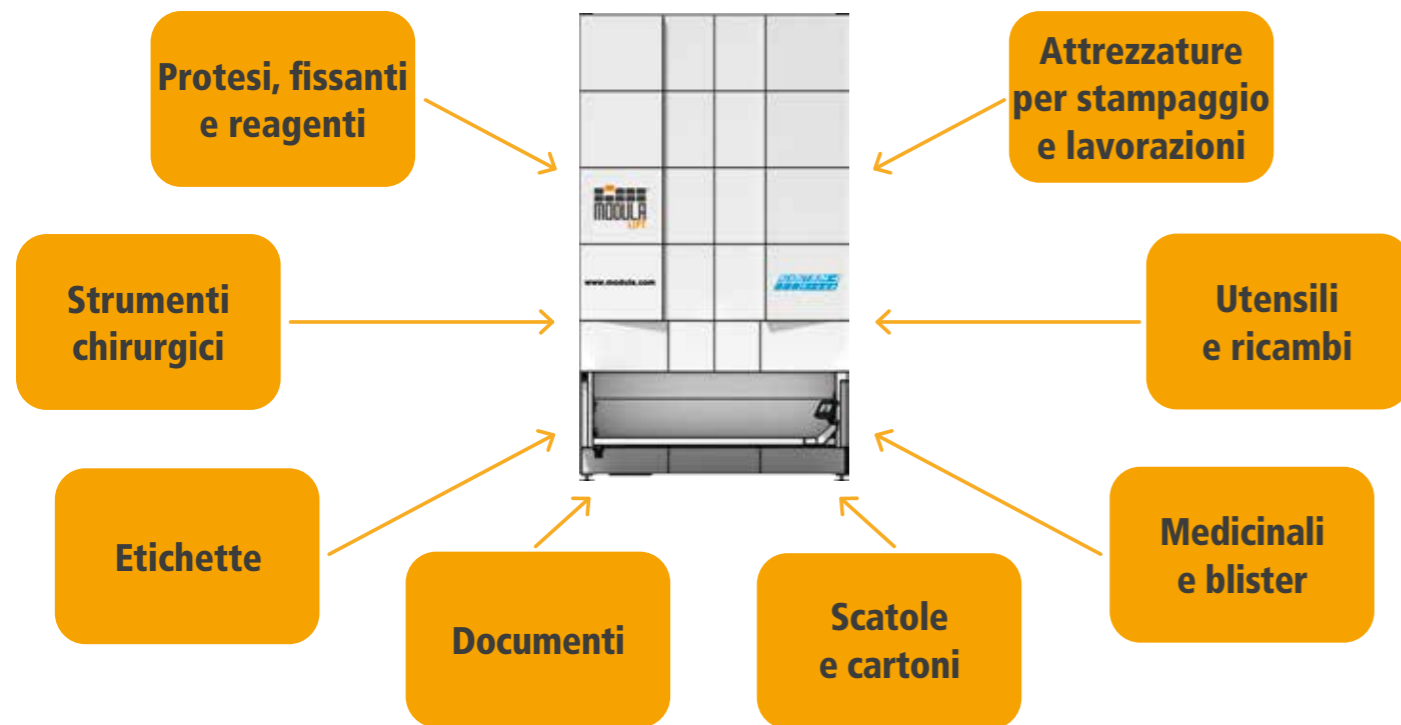 Protesi, fissanti
e reagenti
Attrezzature
per stampaggio
e lavorazioni
MODULA
LIFT
www.modula.com
Strumenti
chirurgici
Utensili
e ricambi
Etichette
Medicinali
e blister
Documenti
Scatole
e cartoni